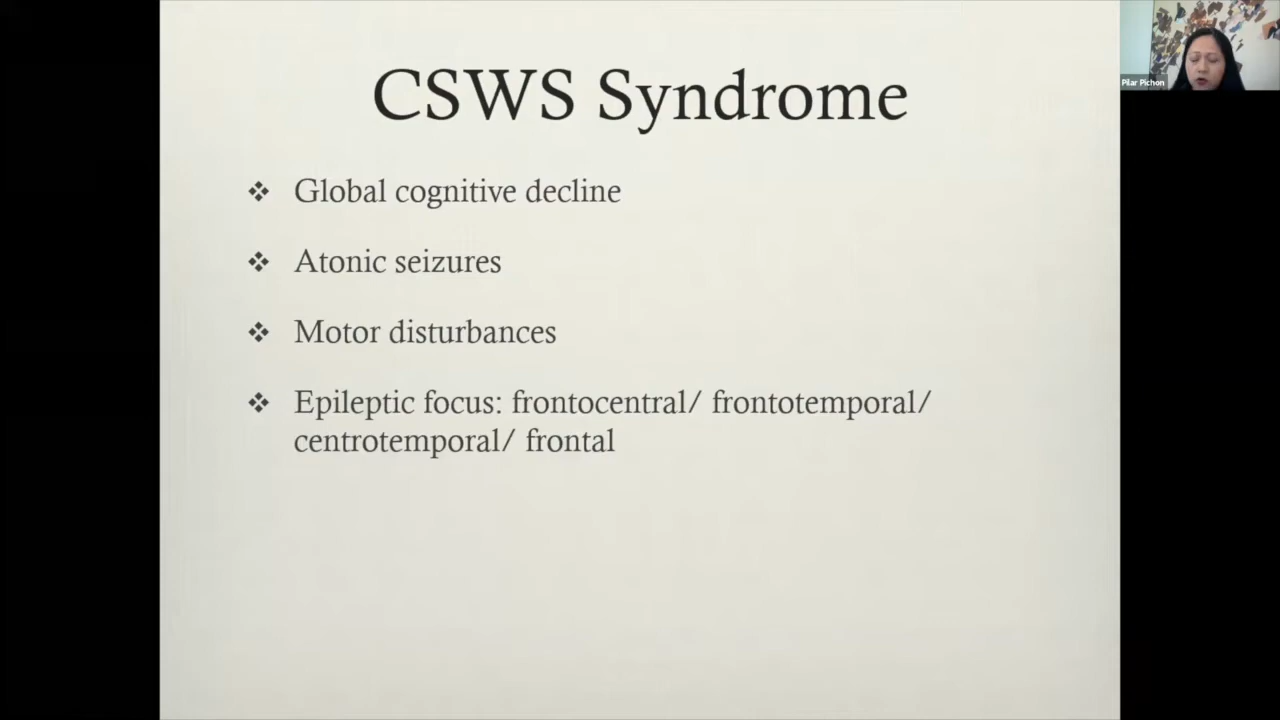 CSWS Syndrome
❖ Global cognitive decline
❖ Atonic seizures
❖ Motor disturbances
❖ Epileptic focus: frontocentral/ frontotemporal/
centrotemporal/ frontal
Pilar Pichon